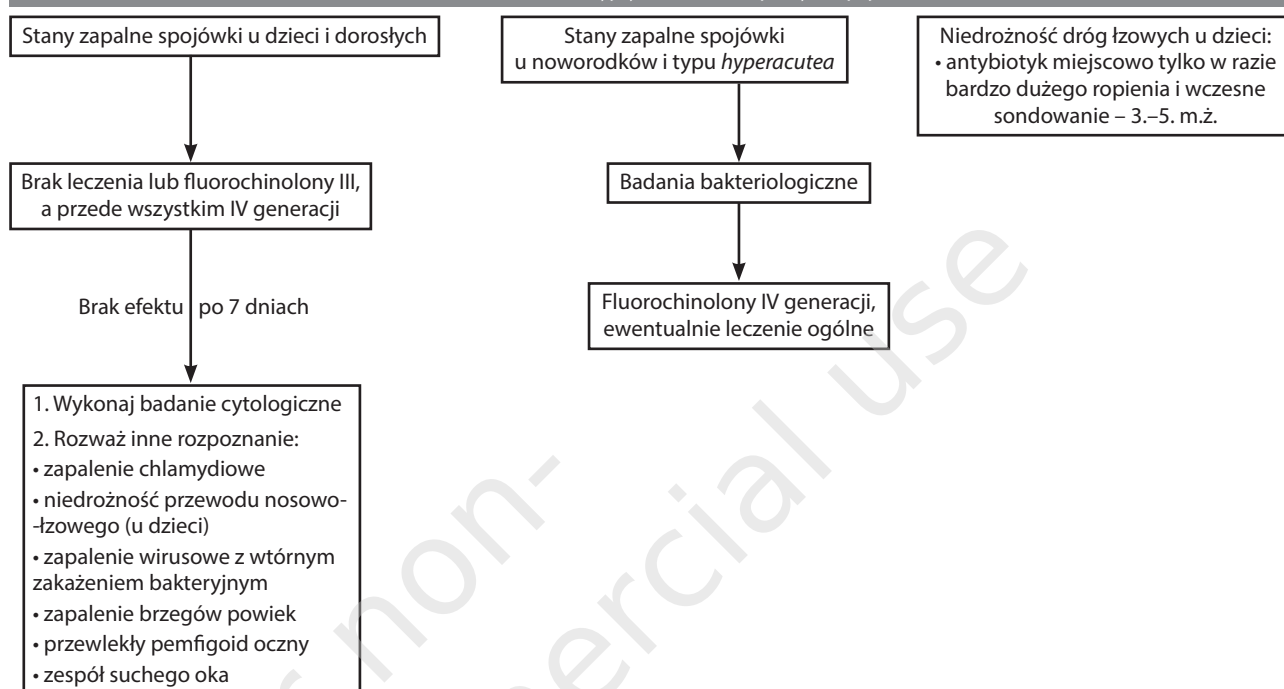 Stany zapalne spojówki u dzieci i dorosłych
Brak leczenia lub fluorochinolony III,
a przede wszystkim IV generacji
Brak efektu po 7 dniach
1. Wykonaj badanie cytologiczne
2. Rozważ inne rozpoznanie:
• zapalenie chlamydiowe
• niedrożność przewodu nosowo-
-łzowego (u dzieci)
• zapalenie wirusowe z wtórnym
zakażeniem bakteryjnym
• zapalenie brzegów powiek
• przewlekły pemfigoid oczny
• zespół suchego oka
Stany zapalne spojówki
u noworodków i typu hyperacutea
Badania bakteriologiczne
Fluorochinolony IV generacji,
ewentualnie leczenie ogólne
Niedrożność dróg łzowych u dzieci:
• antybiotyk miejscowo tylko w razie
bardzo dużego ropienia i wczesne
sondowanie – 3.–5. m.ż.
non-
ercial use